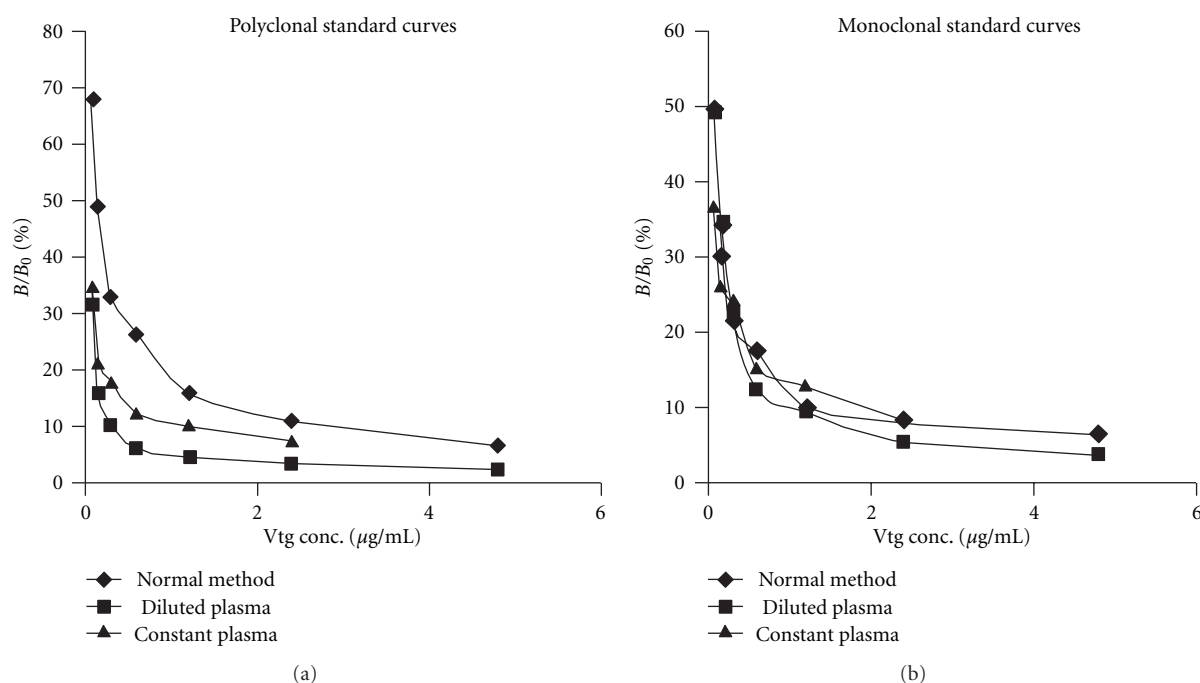 Polyclonal standard curves
80
70
60
50
40
30
20
10
0
B/B0 (%)
0 2 4 6
Vtg conc. (μg/mL)
Normal method
Diluted plasma
Constant plasma
(a)
Monoclonal standard curves
60
50
40
30
20
10
0
B/B0 (%)
0 2 4 6
Vtg conc. (μg/mL)
Normal method
Diluted plasma
Constant plasma
(b)